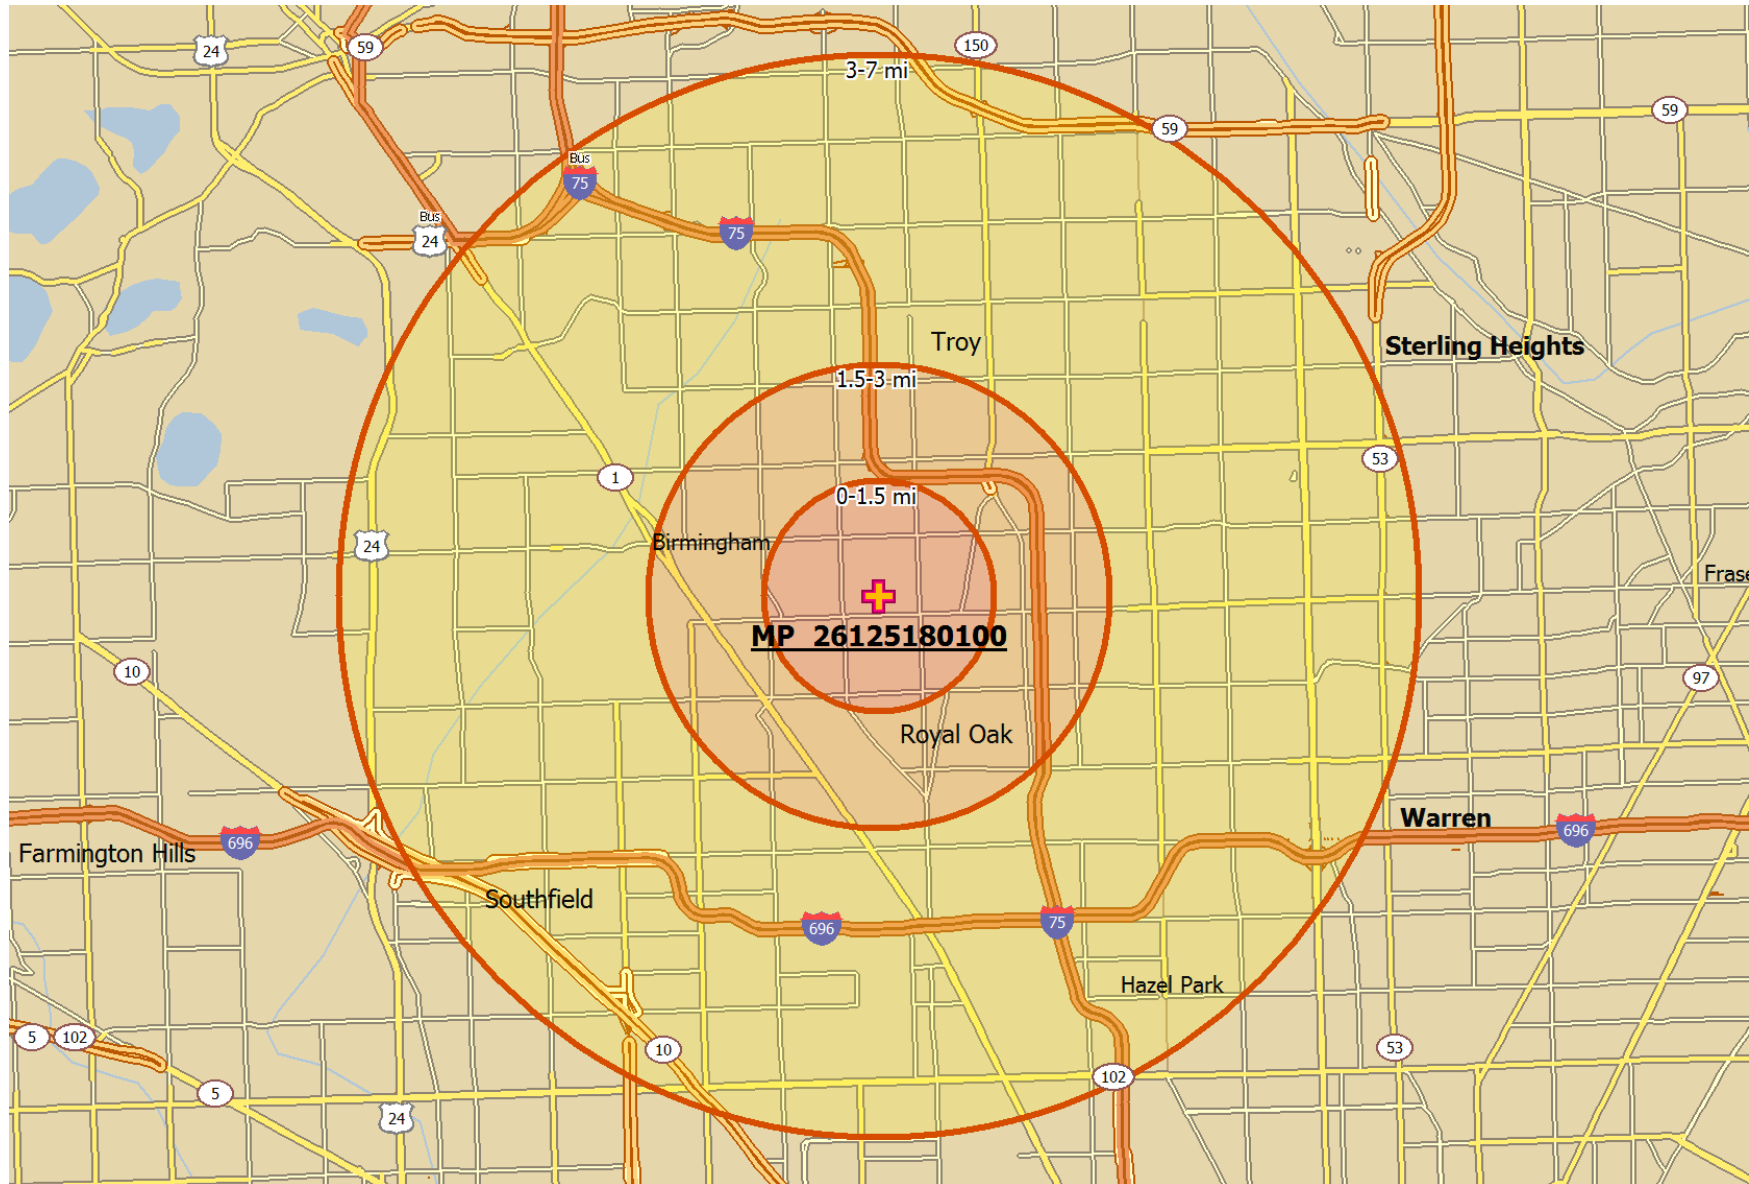 24
59
150
3-7 mi
59
59
Bus
75
Bus
24
75
Troy
Sterling Heights
1.5-3 mi
53
1
0-1.5 mi
Birmingham
24
Frase
MP 26125180100
10
97
Royal Oak
Warren
696
696
Farmington Hills
Southfield
75
696
Hazel Park
5
102
10
53
102
5
24